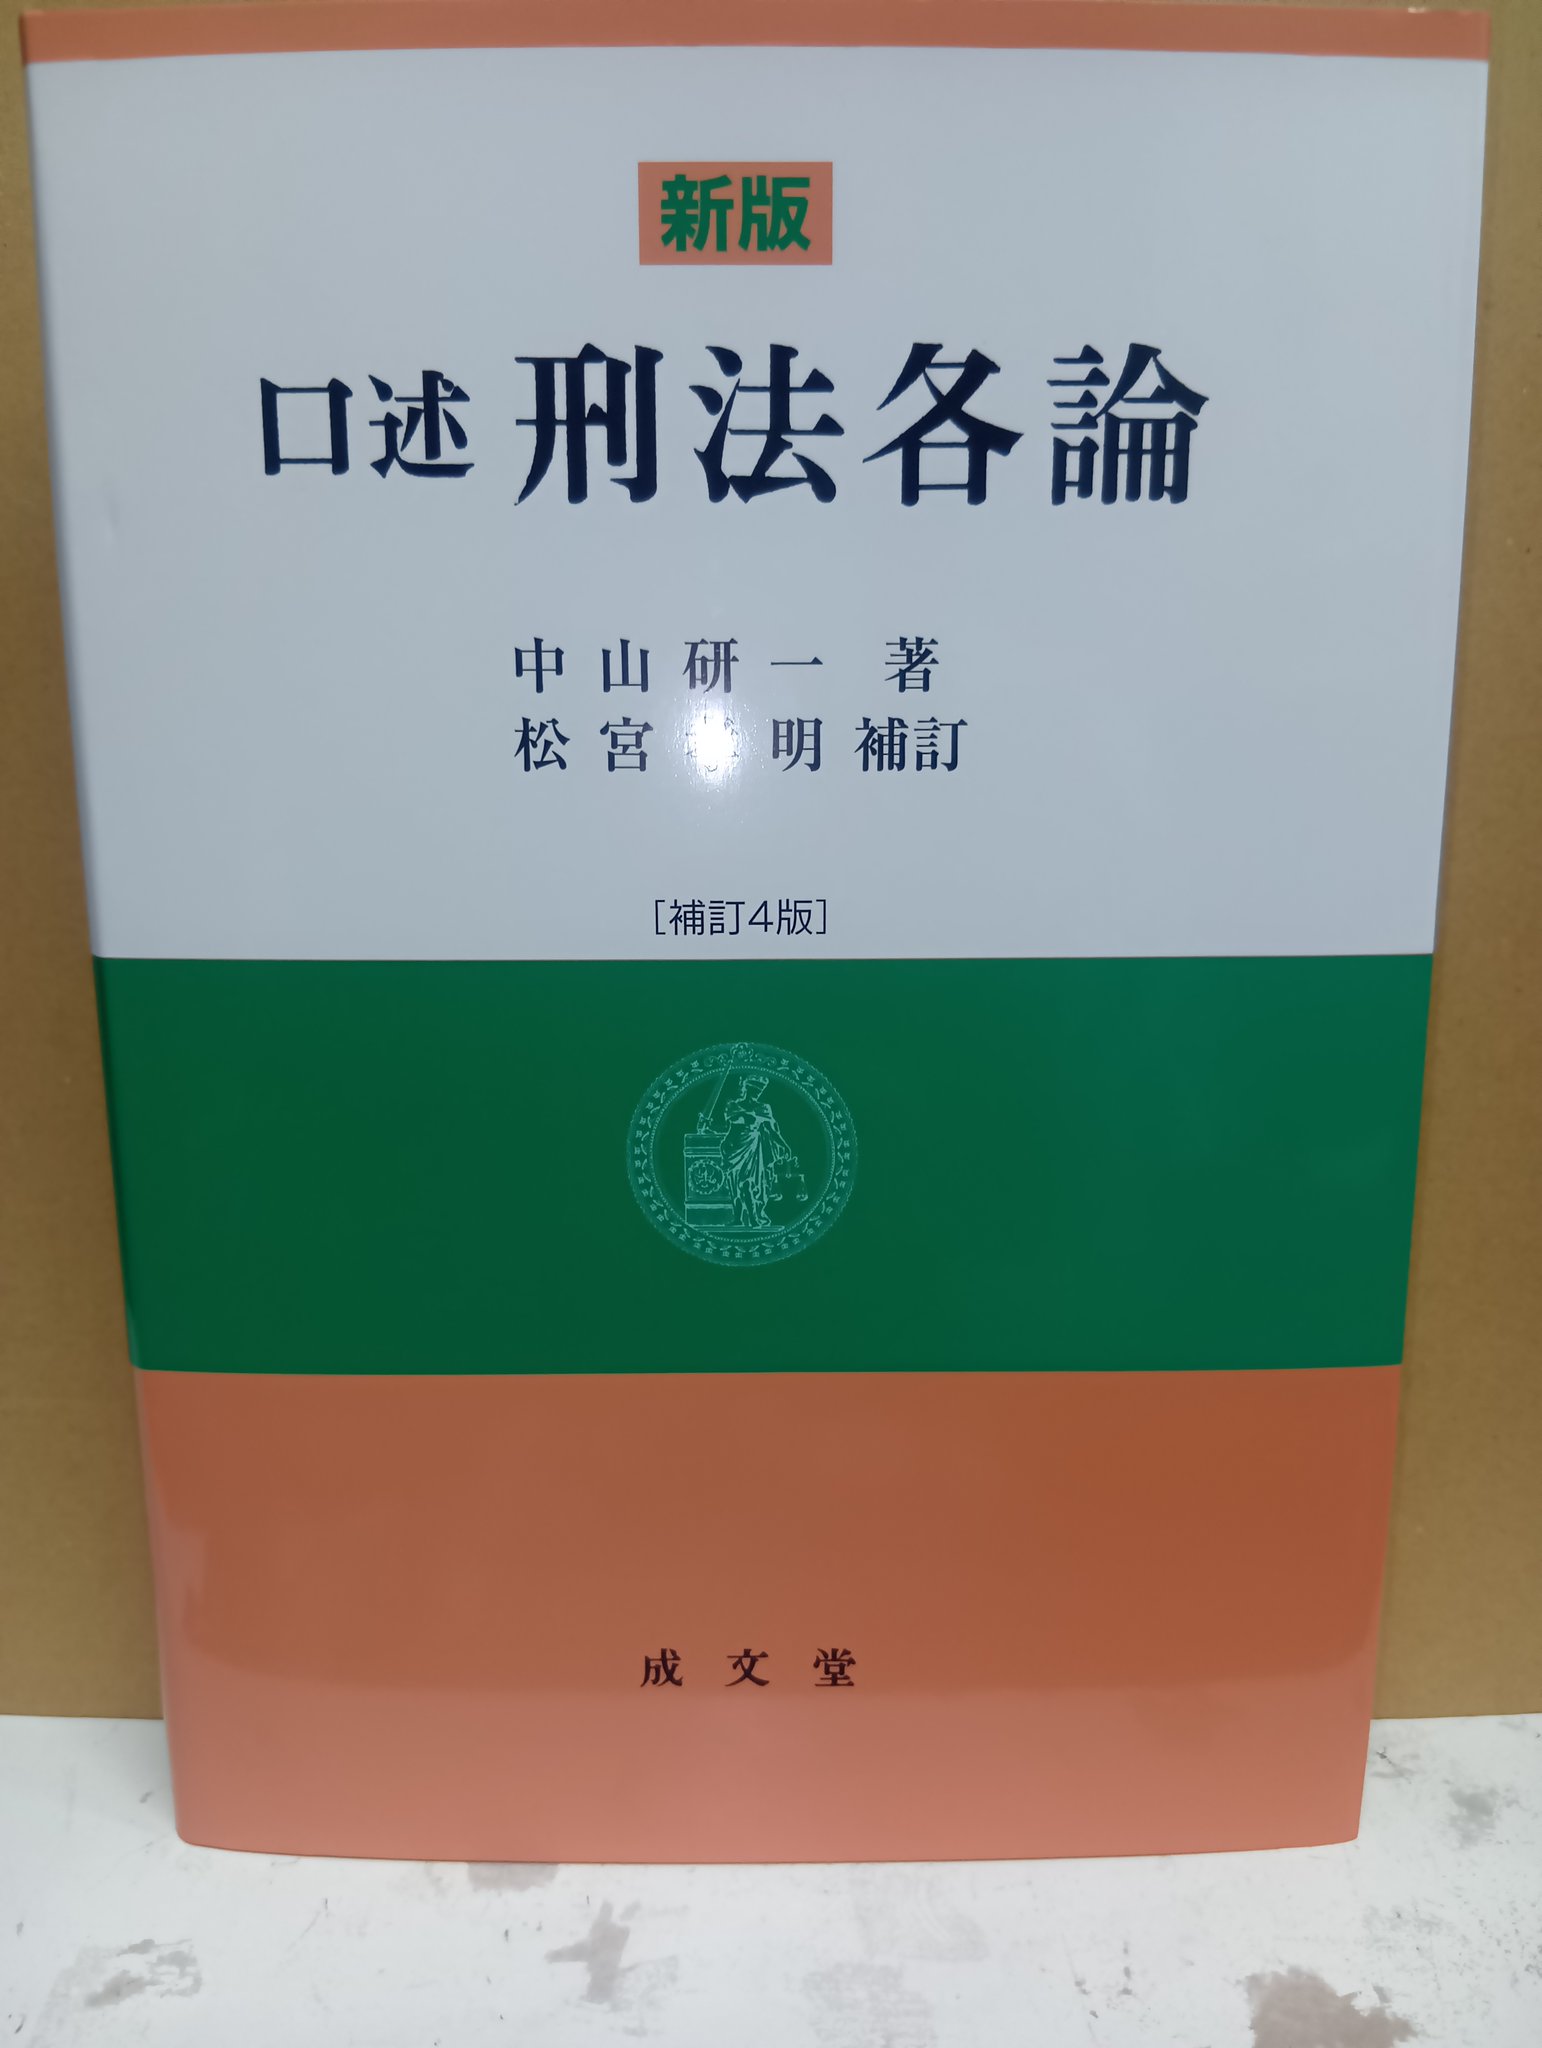 新版
口述 刑法各論
中山研一 著
松宮孝明 補訂
[補訂4版]
成文堂